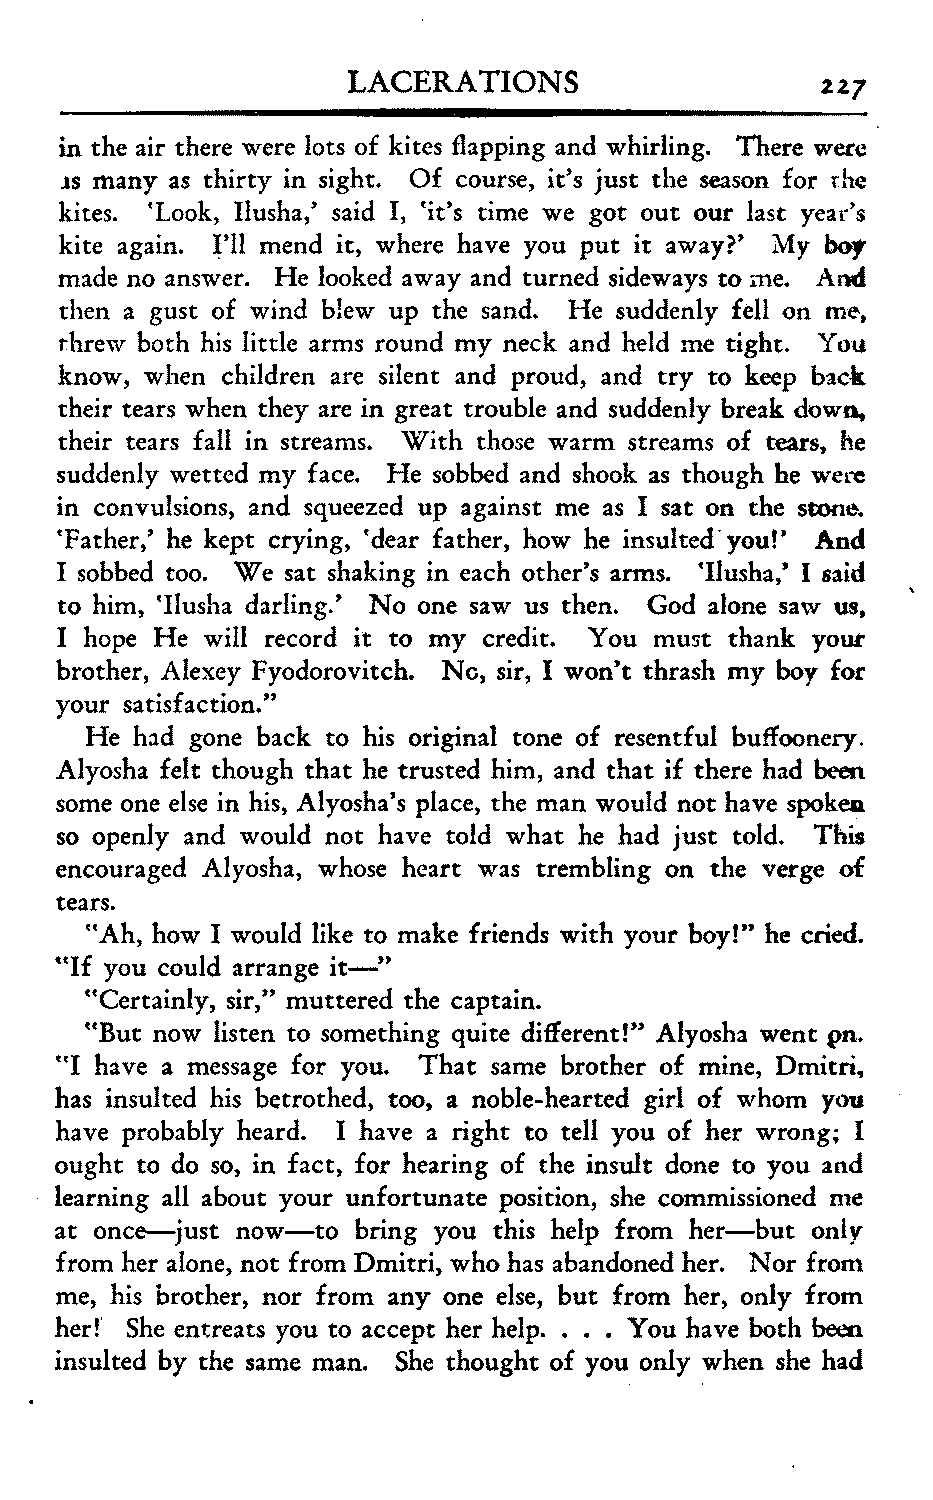 LACERATIONS 227
in the air there were lots of kites flapping and whirling. There were
as many as thirty in sight. Of course, it's just the season for the
kites. 'Look, Ilusha,' said I, 'it's time we got out our last year's
kite again. I'll mend it, where have you put it away?' My boy
made no answer. He looked away and turned sideways to me. And
then a gust of wind blew up the sand. He suddenly fell on me,
threw both his little arms round my neck and held me tight. You
know, when children are silent and proud, and try to keep back
their tears when they are in great trouble and suddenly break down,
their tears fall in streams. With those warm streams of tears, he
suddenly wetted my face. He sobbed and shook as though he were
in convulsions, and squeezed up against me as I sat on the stone.
'Father,' he kept crying, 'dear father, how he insulted you!' And
I sobbed too. We sat shaking in each other's arms. 'Ilusha,' I said
to him, 'Ilusha darling.' No one saw us then. God alone saw us,
I hope He will record it to my credit. You must thank your
brother, Alexey Fyodorovitch. No, sir, I won't thrash my boy for
your satisfaction."
He had gone back to his original tone of resentful buffoonery.
Alyosha felt though that he trusted him, and that if there had been
some one else in his, Alyosha's place, the man would not have spoken
so openly and would not have told what he had just told. This
encouraged Alyosha, whose heart was trembling on the verge of
tears.
"Ah, how I would like to make friends with your boy!" he cried.
"If you could arrange it—"
"Certainly, sir," muttered the captain.
"But now listen to something quite different!" Alyosha went on.
"I have a message for you. That same brother of mine, Dmitri,
has insulted his betrothed, too, a noble-hearted girl of whom you
have probably heard. I have a right to tell you of her wrong; I
ought to do so, in fact, for hearing of the insult done to you and
learning all about your unfortunate position, she commissioned me
at once—just now—to bring you this help from her—but only
from her alone, not from Dmitri, who has abandoned her. Nor from
me, his brother, nor from any one else, but from her, only from
her! She entreats you to accept her help. . . . You have both been
insulted by the same man. She thought of you only when she had